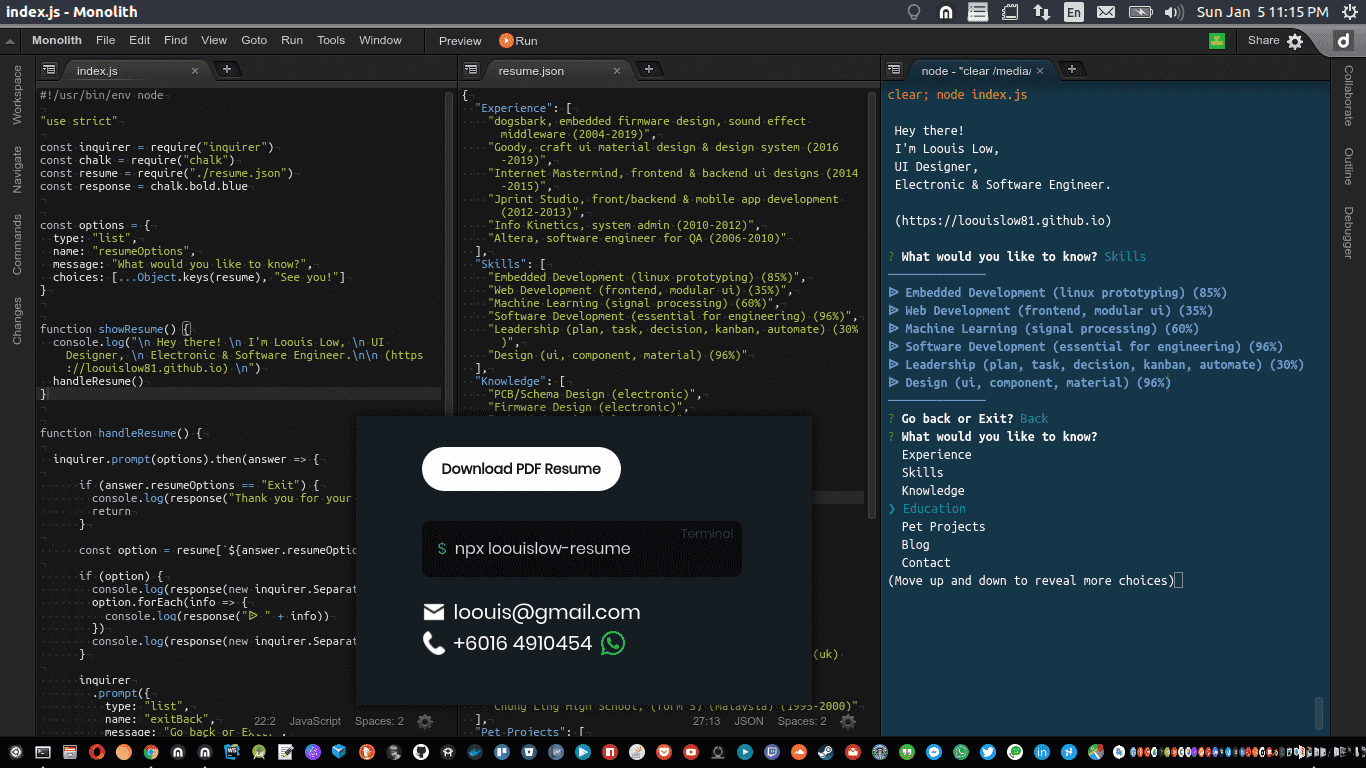 index.js - Monolith
En
Sun Jan 5 11:15 PM
Monolith File Edit Find View Goto Run Tools Window Preview Run
Share
Workspace
Navigate
Commands
Changes
index.js
#!/usr/bin/env node
"use strict"
const inquirer = require("inquirer")
const chalk = require("chalk")
const resume = require("./resume.json")
const response = chalk.bold.blue
const options = {
type: "list",
name: "resumeOptions",
message: "What would you like to know?",
choices: [...Object.keys(resume), "See you!"]
}
function showResume() {
console.log("\n Hey there! \n I'm Loouis Low, \n UI
Designer, \n Electronic & Software Engineer.\n\n (https
://loouislow81.github.io) \n")
handleResume()
}
function handleResume() {
inquirer.prompt(options).then(answer => {
if (answer.resumeOptions == "Exit") {
console.log(response("Thank you for your
return
}
const option = resume[`${answer.resumeOptio
if (option) {
console.log(response(new inquirer.Separat
option.forEach(info => {
console.log(response("ᐉ " + info))
})
console.log(response(new inquirer.Separat
}
inquirer
.prompt({
type: "list",
name: "exitBack",
message: "Go back or Exit?",
22:2 JavaScript Spaces: 2
resume.json
{
"Experience": [
"dogsbark, embedded firmware design, sound effect
middleware (2004-2019)",
"Goody, craft ui material design & design system (2016
-2019)",
"Internet Mastermind, frontend & backend ui designs (2014
-2015)",
"Jprint Studio, front/backend & mobile app development
(2012-2013)",
"Info Kinetics, system admin (2010-2012)",
"Altera, software engineer for QA (2006-2010)"
],
"Skills": [
"Embedded Development (linux prototyping) (85%)",
"Web Development (frontend, modular ui) (35%)",
"Machine Learning (signal processing) (60%)",
"Software Development (essential for engineering) (96%)",
"Leadership (plan, task, decision, kanban, automate) (30%
)",
"Design (ui, component, material) (96%)"
],
"Knowledge": [
"PCB/Schema Design (electronic)",
"Firmware Design (electronic)",
(uk)
Chung Ling High School, (form 5) (Malaysia) (1993-2000)"
],
"Pet Projects": [
27:13 JSON Spaces: 2
Download PDF Resume
Terminal
$ npx loouislow-resume
loouis@gmail.com
+6016 4910454
node - "clear /media/
clear; node index.js
Hey there!
I'm Loouis Low,
UI Designer,
Electronic & Software Engineer.
(https://loouislow81.github.io)
? What would you like to know? Skills
ᐉ Embedded Development (linux prototyping) (85%)
ᐉ Web Development (frontend, modular ui) (35%)
ᐉ Machine Learning (signal processing) (60%)
ᐉ Software Development (essential for engineering) (96%)
ᐉ Leadership (plan, task, decision, kanban, automate) (30%)
ᐉ Design (ui, component, material) (96%)
? Go back or Exit? Back
? What would you like to know?
Experience
Skills
Knowledge
❯ Education
Pet Projects
Blog
Contact
(Move up and down to reveal more choices)
Collaborate
Outline
Debugger